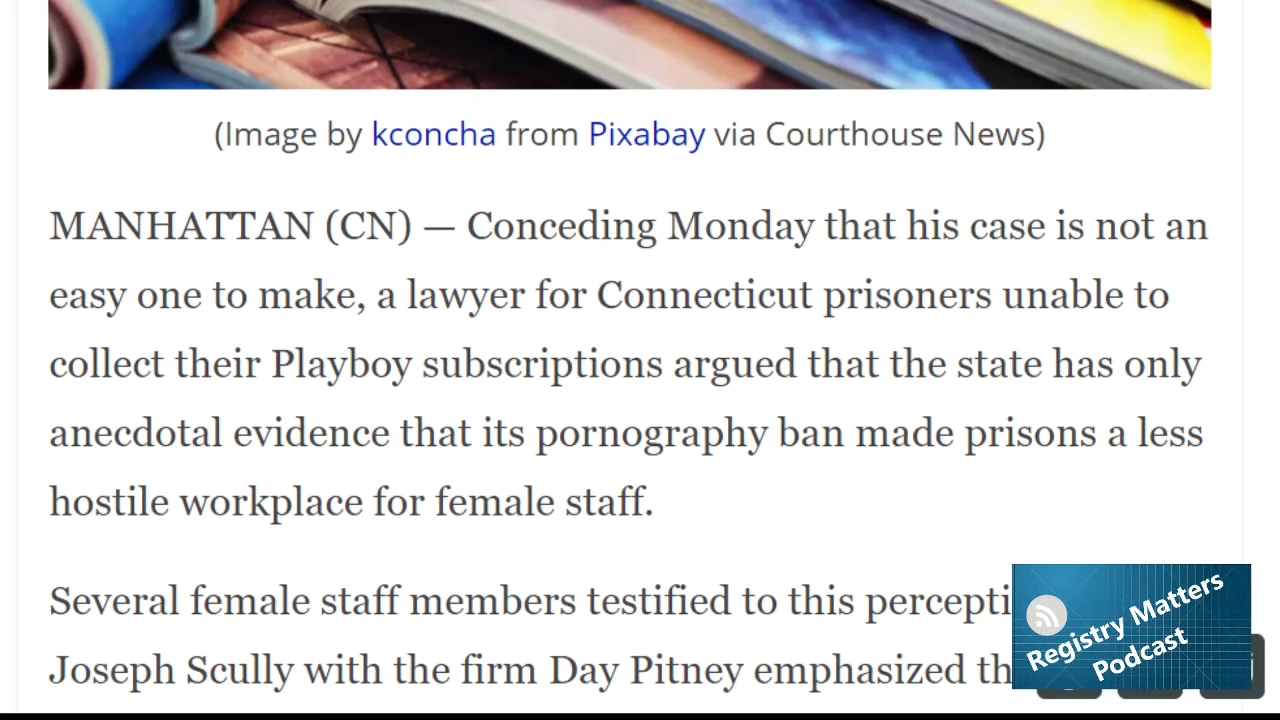 (Image by kconcha from Pixabay via Courthouse News)
MANHATTAN (CN) — Conceding Monday that his case is not an
easy one to make, a lawyer for Connecticut prisoners unable to
collect their Playboy subscriptions argued that the state has only
anecdotal evidence that its pornography ban made prisons a less
hostile workplace for female staff.
Several female staff members testified to this
Joseph Scully with the firm Day Pitney emphasized
Registry Matters
Podcast